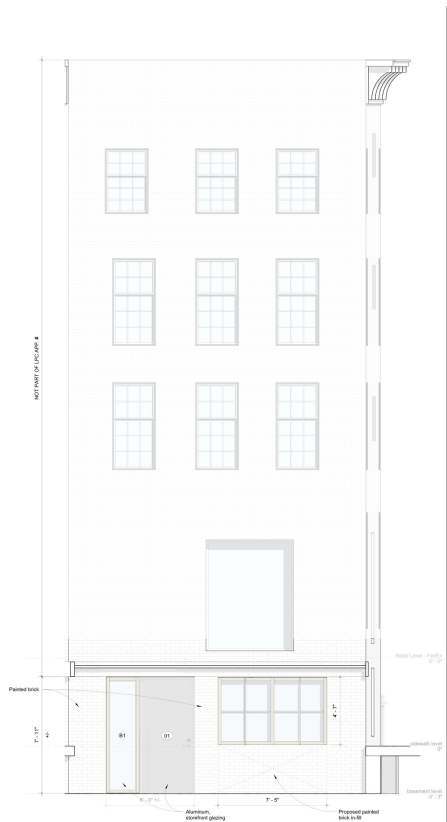 NOT PART OF LPC APP. #
Retail Level - FedEx
Painted brick
B1
01
4' - 7"
7' - 11"
+/-
sidewalk level
0"
basement level
7' - 5"
Aluminum,
storefront glazing
Proposed painted
brick in-fill